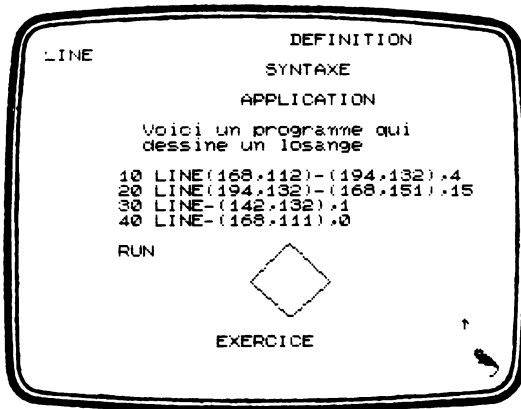 DEFINITION
LINE
SYNTAXE
APPLICATION
Voici un programme qui
dessine un losange
10 LINE(168,112)-(194,132),4
20 LINE(194,132)-(168,151),15
30 LINE-(142,132),1
40 LINE-(168,111),0
RUN
EXERCICE